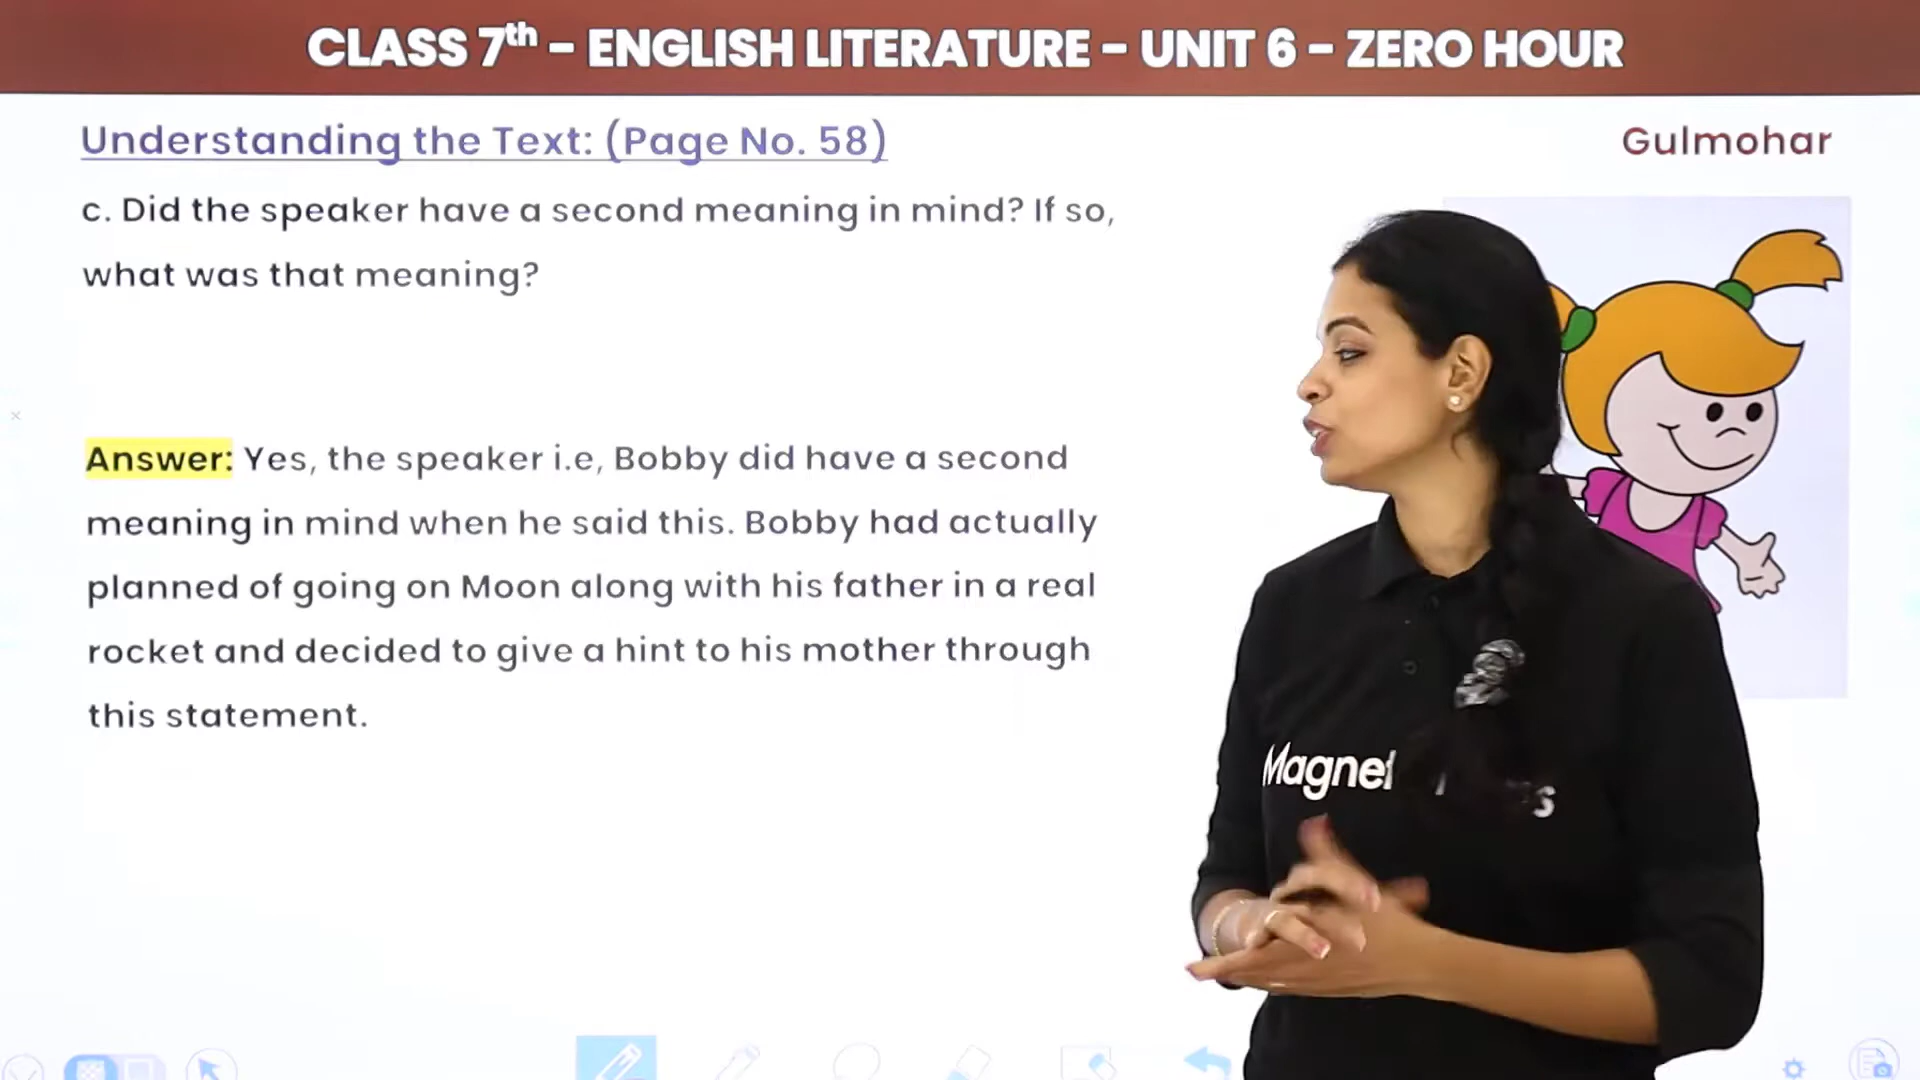 CLASS 7th – ENGLISH LITERATURE – UNIT 6 – ZERO HOUR
Understanding the Text: (Page No. 58)
Gulmohar
c. Did the speaker have a second meaning in mind? If so,
what was that meaning?
Answer: Yes, the speaker i.e, Bobby did have a second
meaning in mind when he said this. Bobby had actually
planned of going on Moon along with his father in a real
rocket and decided to give a hint to his mother through
this statement.
Magnet